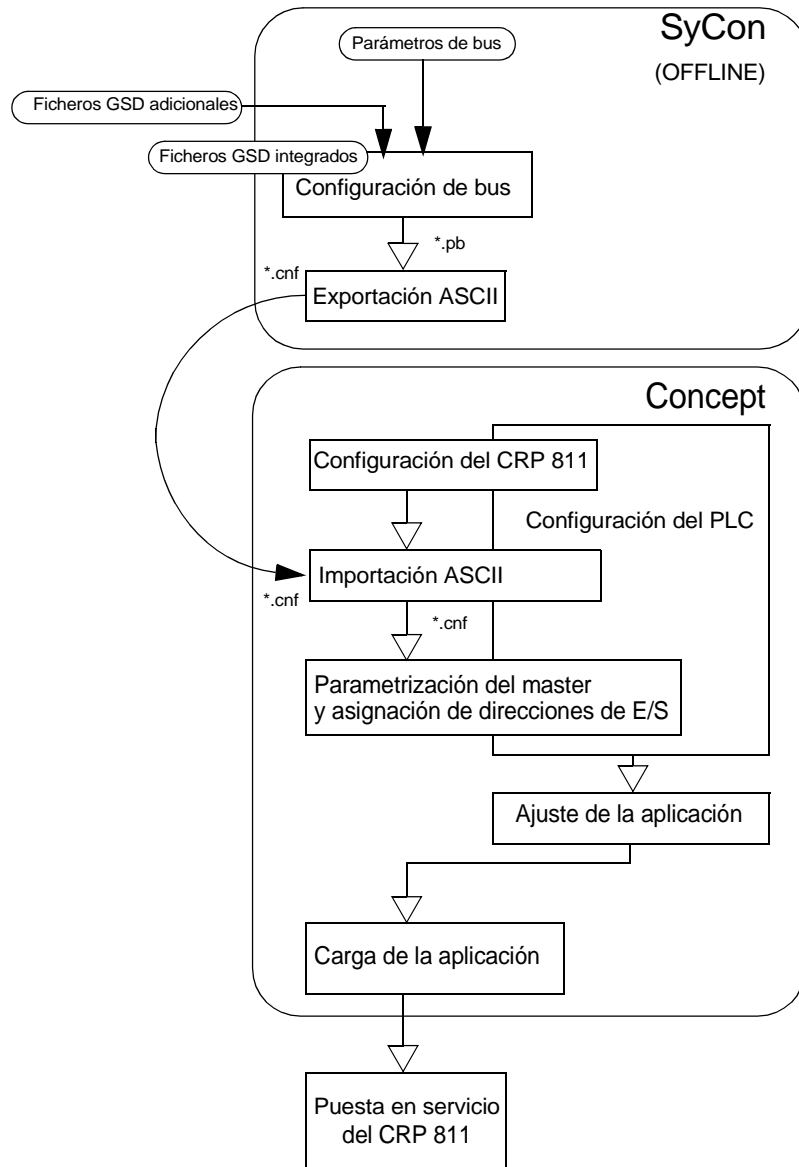 SyCon
(OFFLINE)
Parámetros de bus
Ficheros GSD adicionales
Ficheros GSD integrados
Configuración de bus
*.pb
*.cnf
Exportación ASCII
Concept
Configuración del CRP 811
Configuración del PLC
Importación ASCII
*.cnf
*.cnf
Parametrización del master
y asignación de direcciones de E/S
Ajuste de la aplicación
Carga de la aplicación
Puesta en servicio
del CRP 811